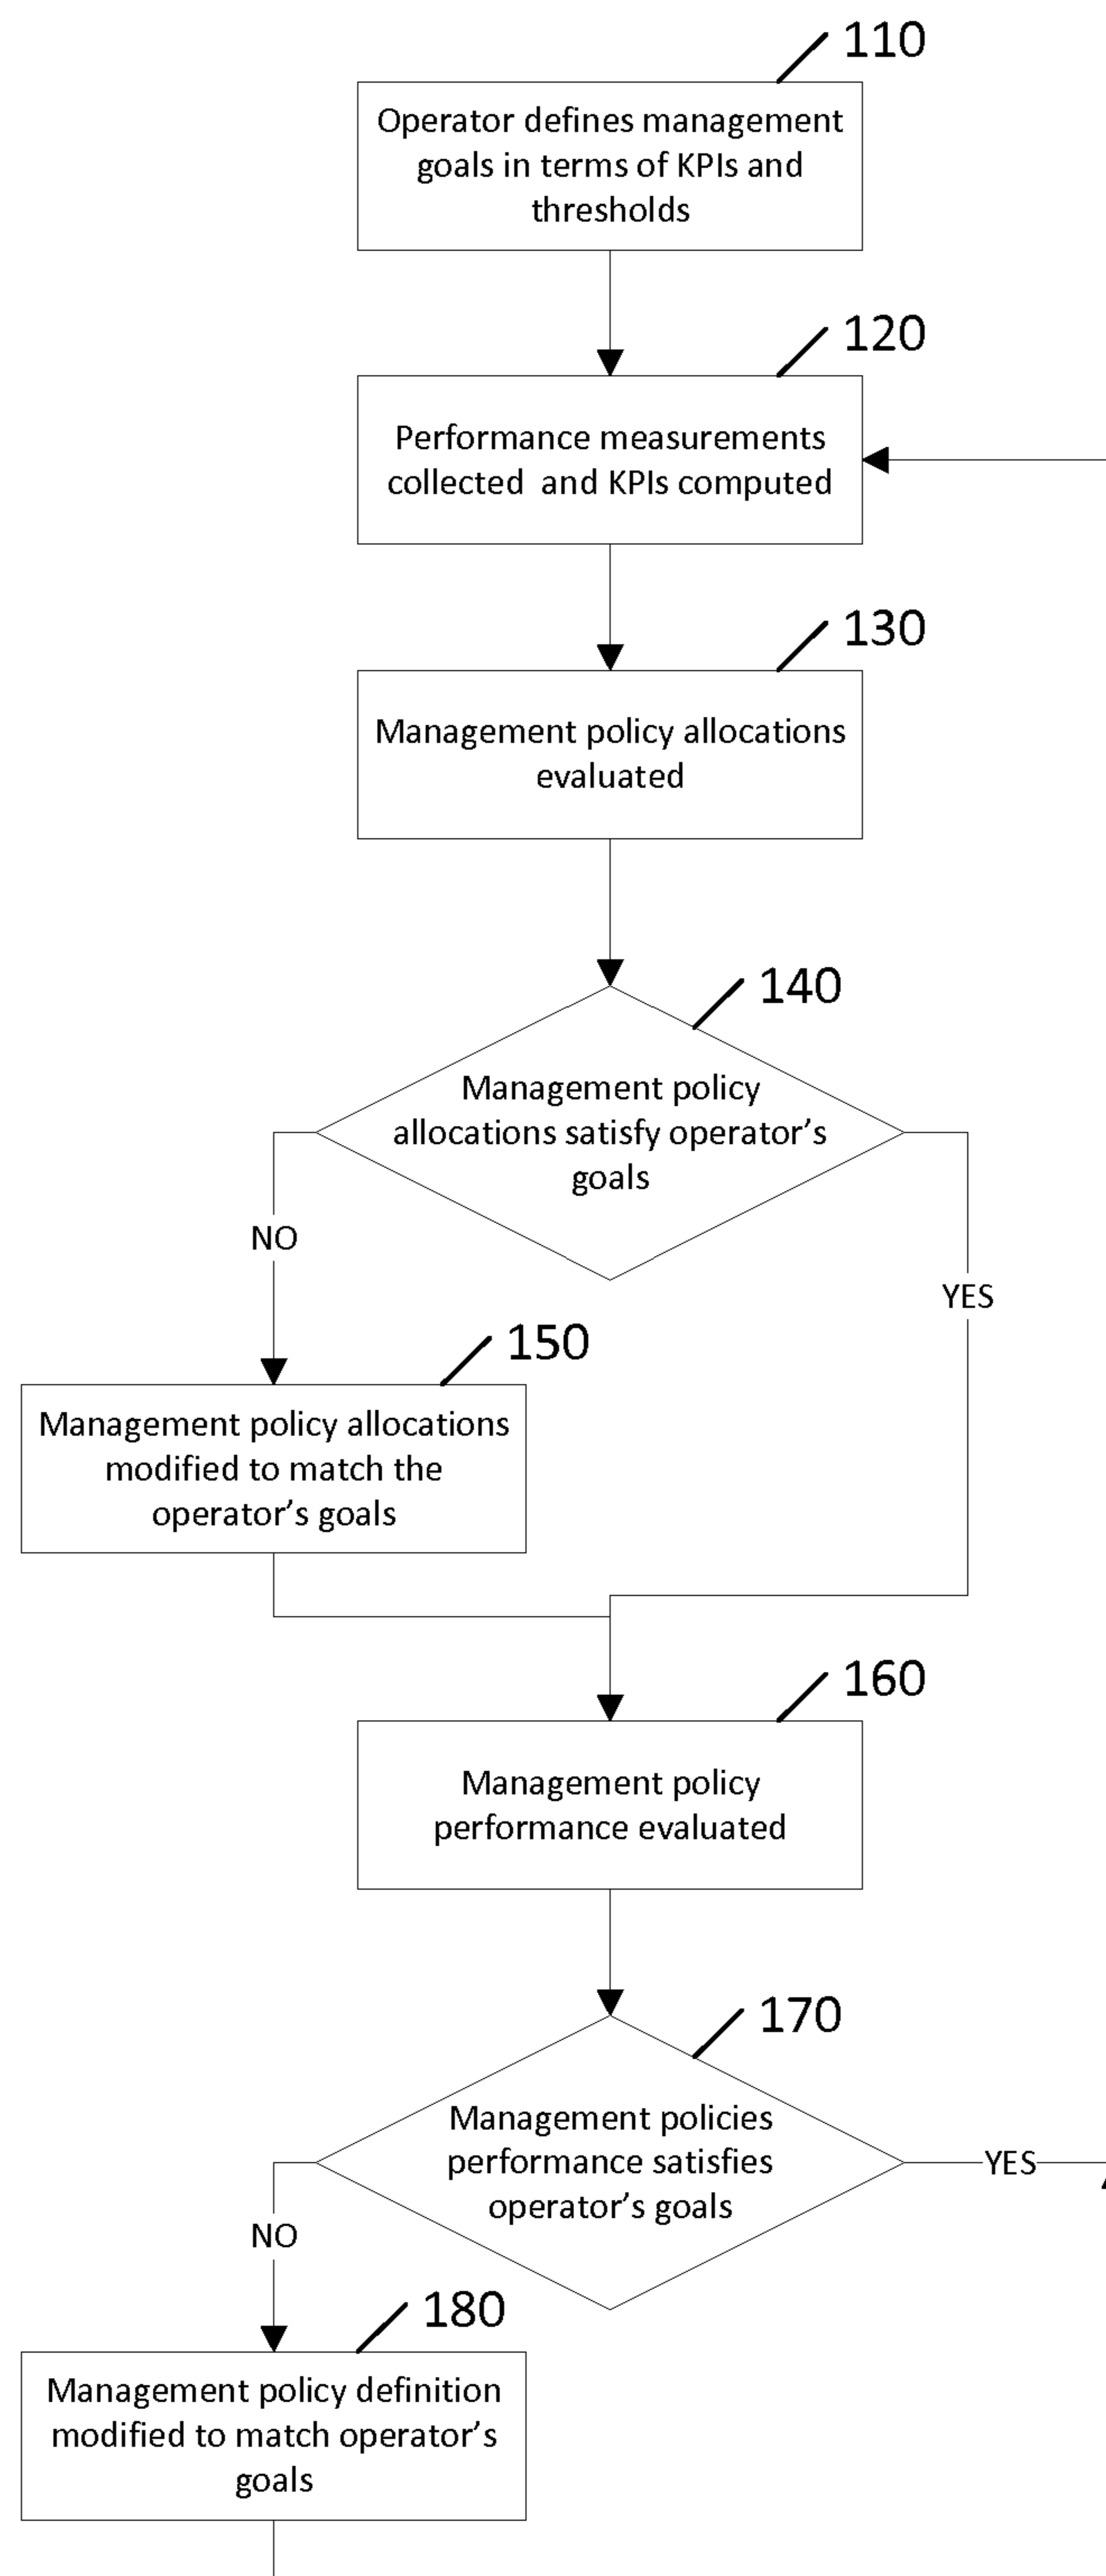 110
Operator defines management
goals in terms of KPIs and
thresholds
120
Performance measurements
collected and KPIs computed
130
Management policy allocations
evaluated
140
Management policy
allocations satisfy operator’s
goals
NO
YES
150
Management policy allocations
modified to match the
operator’s goals
160
Management policy
performance evaluated
170
Management policies
performance satisfies
operator’s goals
YES
NO
180
Management policy definition
modified to match operator’s
goals